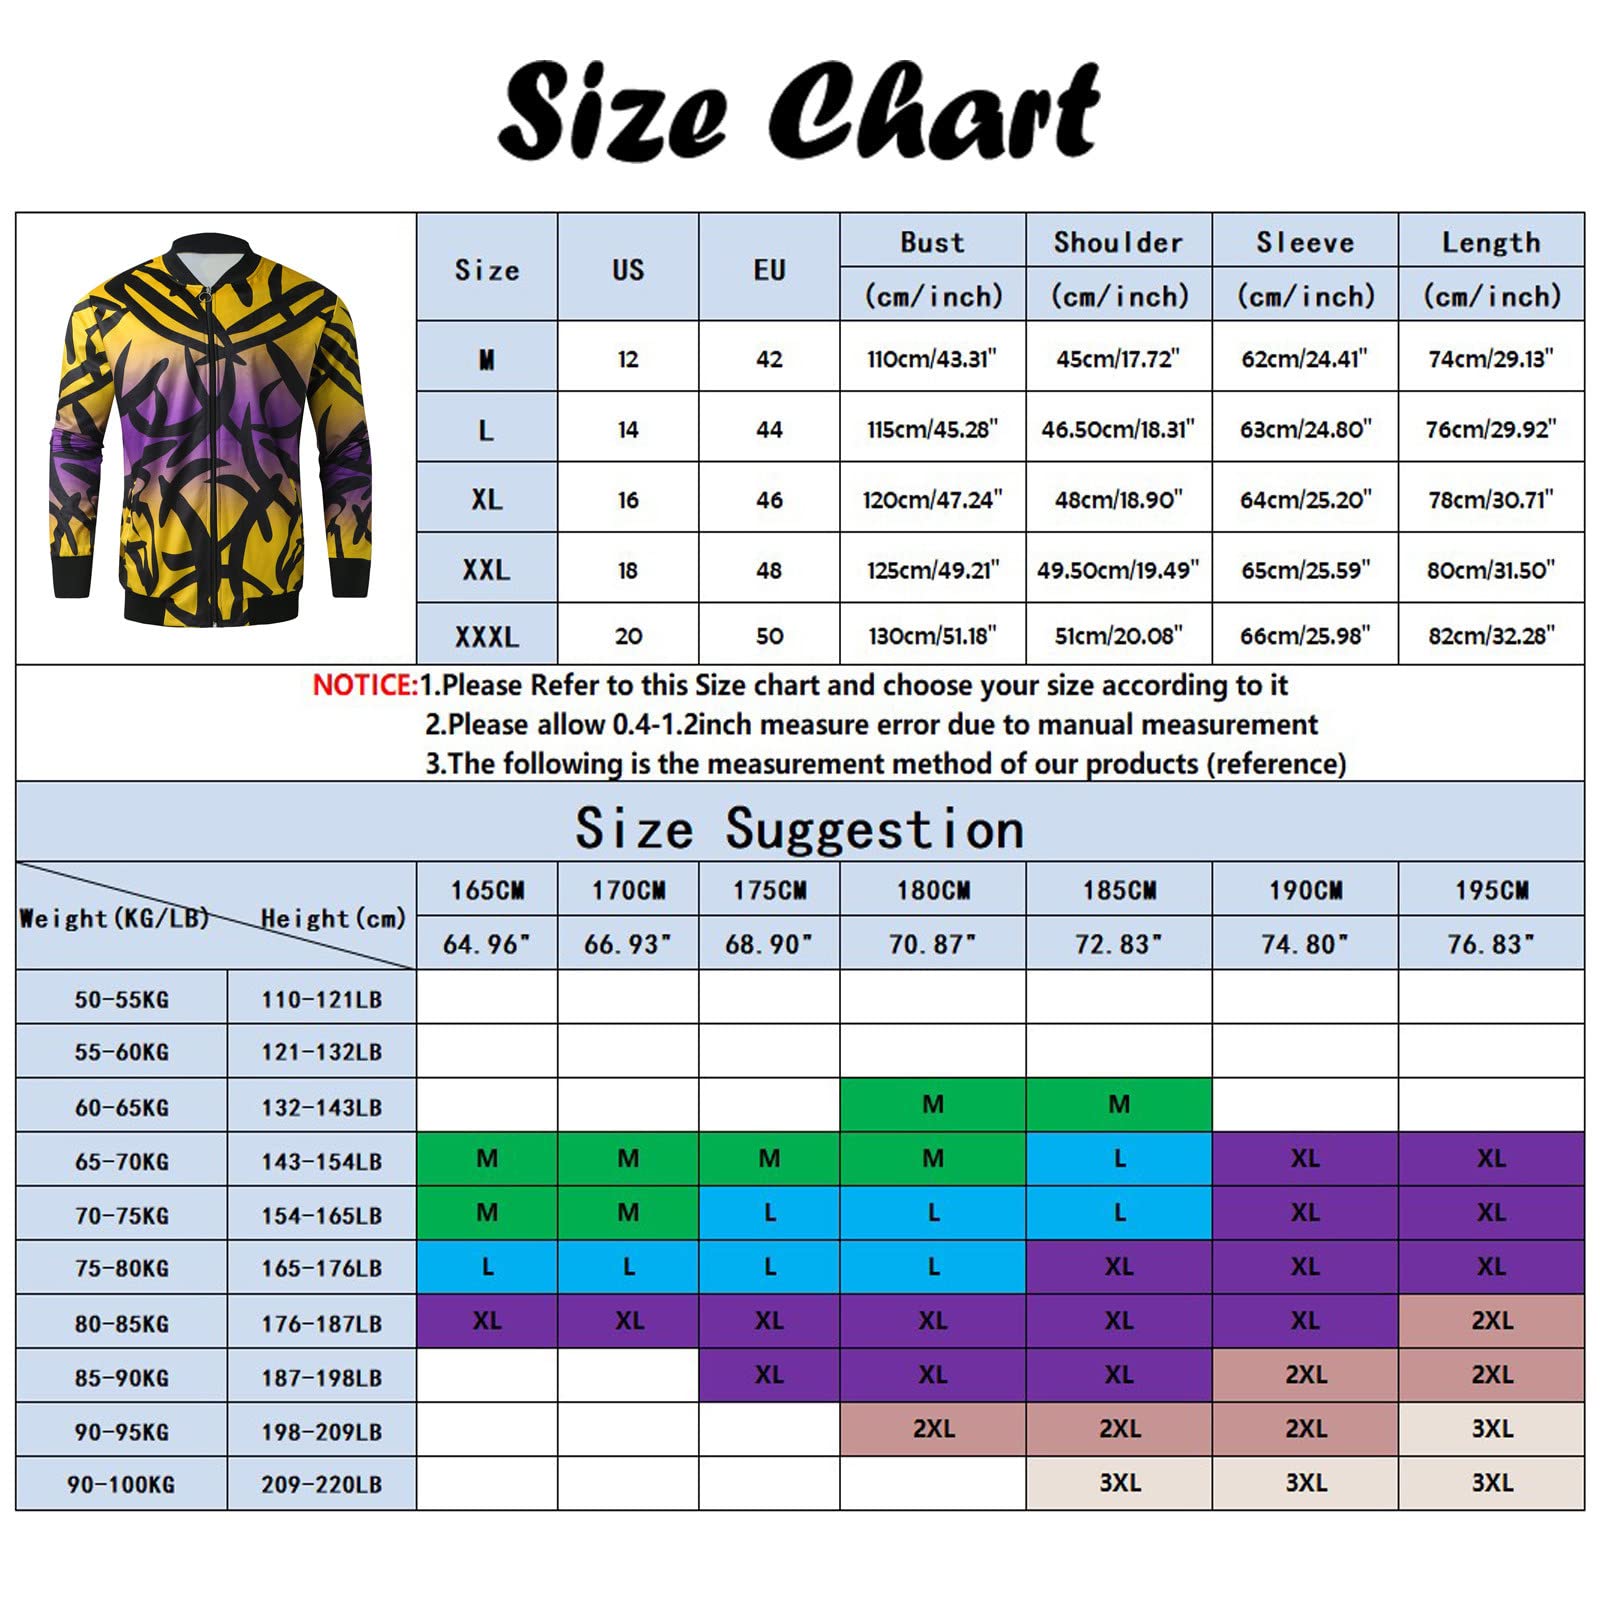 Size Chart
Size US EU Bust Shoulder Sleeve Length
(cm/inch) (cm/inch) (cm/inch) (cm/inch)
M 12 42 110cm/43.31" 45cm/17.72" 62cm/24.41" 74cm/29.13"
L 14 44 115cm/45.28" 46.50cm/18.31" 63cm/24.80" 76cm/29.92"
XL 16 46 120cm/47.24" 48cm/18.90" 64cm/25.20" 78cm/30.71"
XXL 18 48 125cm/49.21" 49.50cm/19.49" 65cm/25.59" 80cm/31.50"
XXXL 20 50 130cm/51.18" 51cm/20.08" 66cm/25.98" 82cm/32.28"
NOTICE:1.Please Refer to this Size chart and choose your size according to it
2.Please allow 0.4-1.2inch measure error due to manual measurement
3.The following is the measurement method of our products (reference)
Size Suggestion
Weight(KG/LB) Height(cm) 165CM 170CM 175CM 180CM 185CM 190CM 195CM
64.96" 66.93" 68.90" 70.87" 72.83" 74.80" 76.83"
50-55KG 110-121LB
55-60KG 121-132LB
60-65KG 132-143LB M M
65-70KG 143-154LB M M M M L XL XL
70-75KG 154-165LB M M L L L XL XL
75-80KG 165-176LB L L L L XL XL XL
80-85KG 176-187LB XL XL XL XL XL XL 2XL
85-90KG 187-198LB XL XL XL 2XL 2XL
90-95KG 198-209LB 2XL 2XL 2XL 3XL
90-100KG 209-220LB 3XL 3XL 3XL